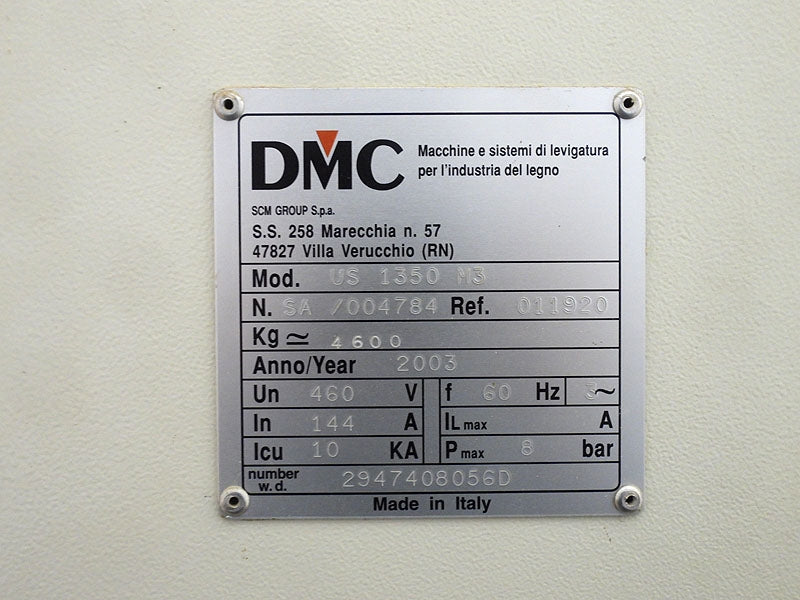 DMC
Macchine e sistemi di levigatura
per l'industria del legno
SCM GROUP S.p.a.
S.S. 258 Marecchia n. 57
47827 Villa Verucchio (RN)
Mod. US 1350 M3
N. SA /004784 Ref. 011920
Kg ≃ 4600
Anno/Year 2003
Un 460 V f 60 Hz 3~
In 144 A IL max A
Icu 10 KA P max 8 bar
number
w.d. 2947408056D
Made in Italy